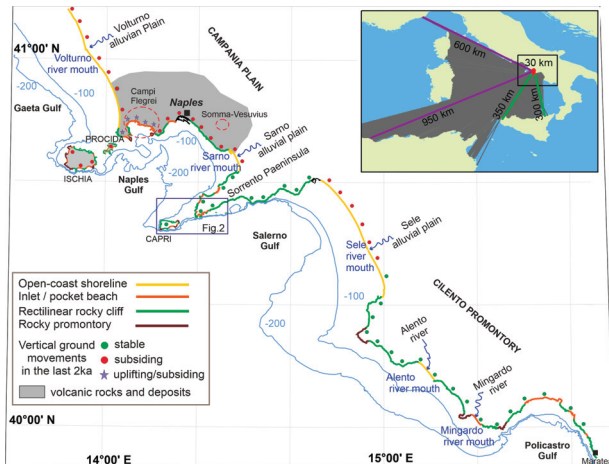 41°00' N
Volturno
alluvian Plain
Volturno
river mouth
CAMPANIA PLAIN
-200
-100
Gaeta Gulf
Campi
Flegrei
Naples
Somma-Vesuvius
PROCIDA
ISCHIA
-100
-200
Naples
Gulf
Sarno
river mouth
Sarno
alluvial plain
Sorrento Paeninsula
CAPRI
Fig.2
Salerno
Gulf
Sele
river mouth
Sele
alluvial plain
-100
-200
CILENTO PROMONTORY
Alento
river
Alento
river mouth
Mingardo
river
Mingardo
river mouth
Policastro
Gulf
Maratea
600 km
30 km
950 km
350 km
300 km
Open-coast shoreline
Inlet / pocket beach
Rectilinear rocky cliff
Rocky promontory
Vertical ground
movements
in the last 2ka
stable
subsiding
uplifting/subsiding
volcanic rocks and deposits
40°00' N
14°00' E
15°00' E